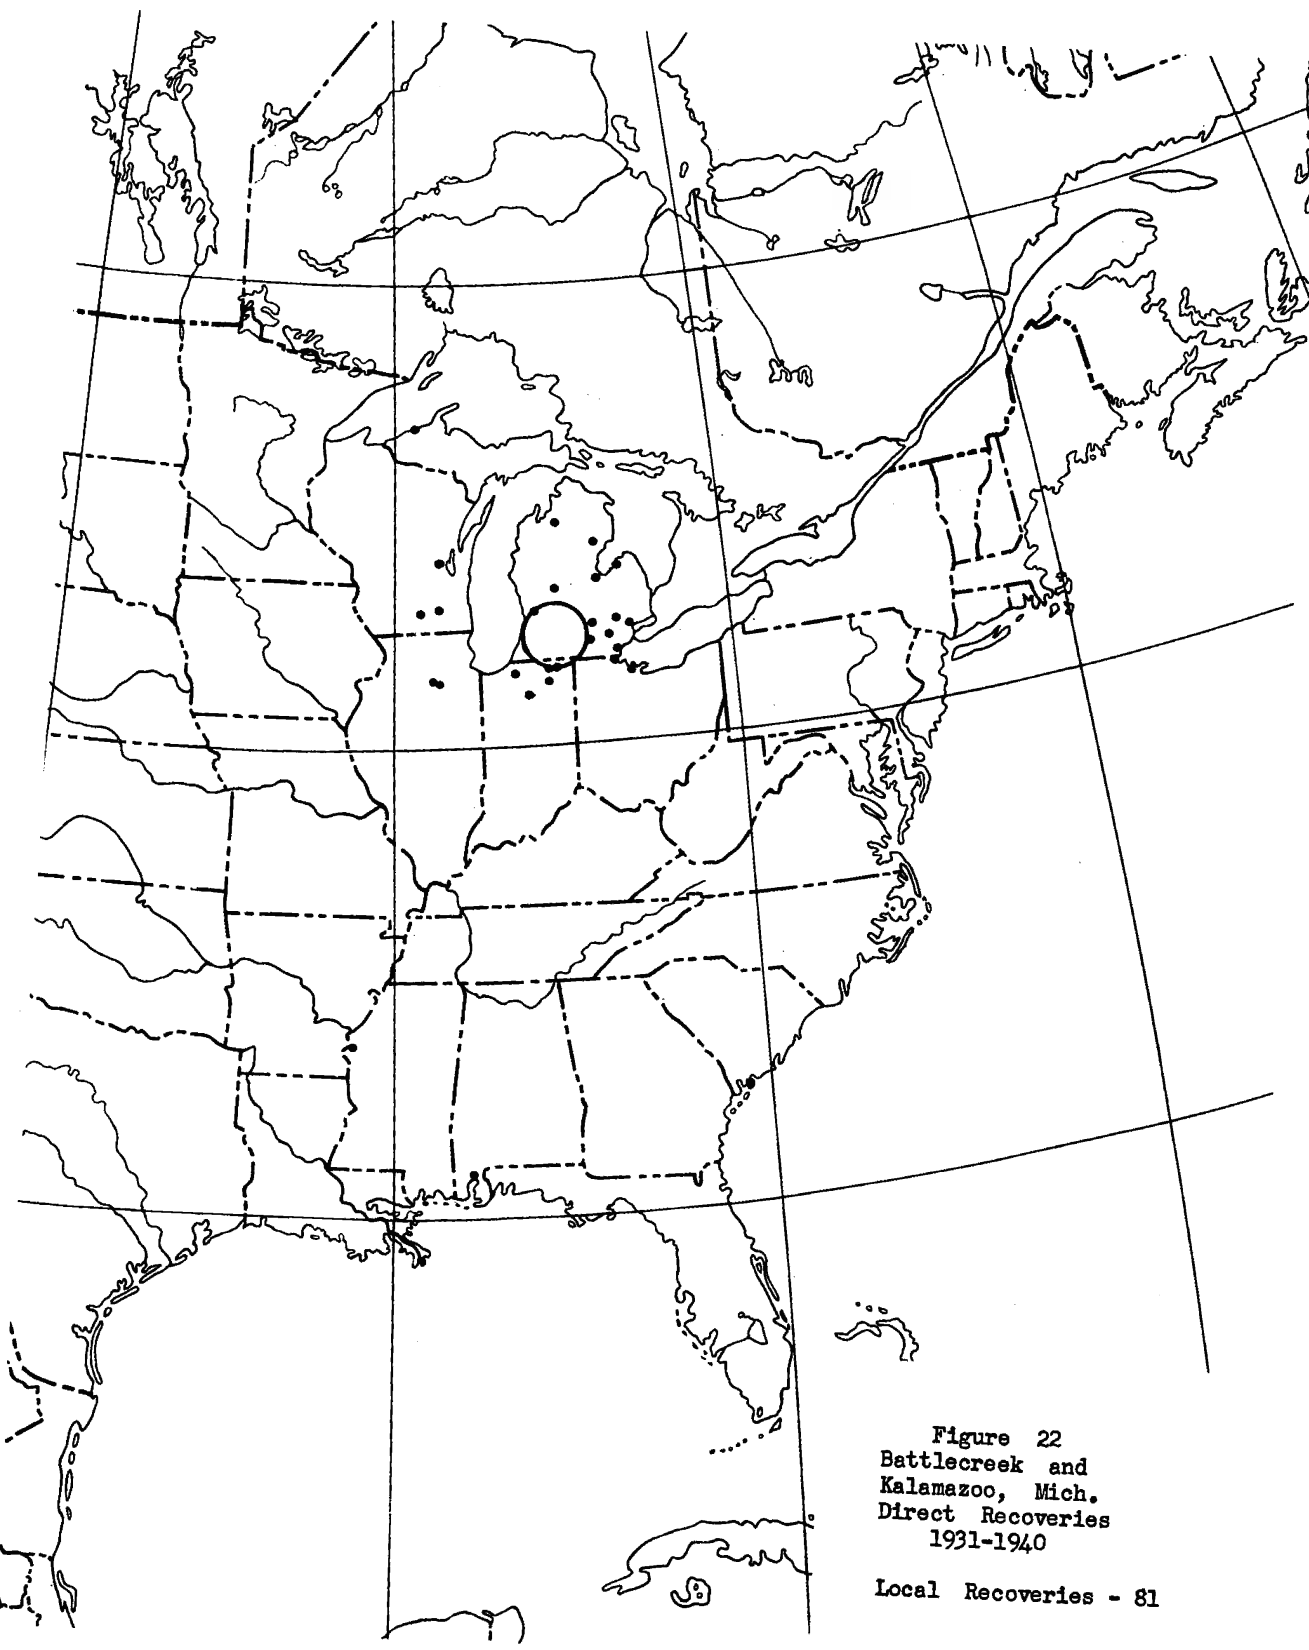 Figure 22
Battlecreek and
Kalamazoo, Mich.
Direct Recoveries
1931-1940
Local Recoveries - 81